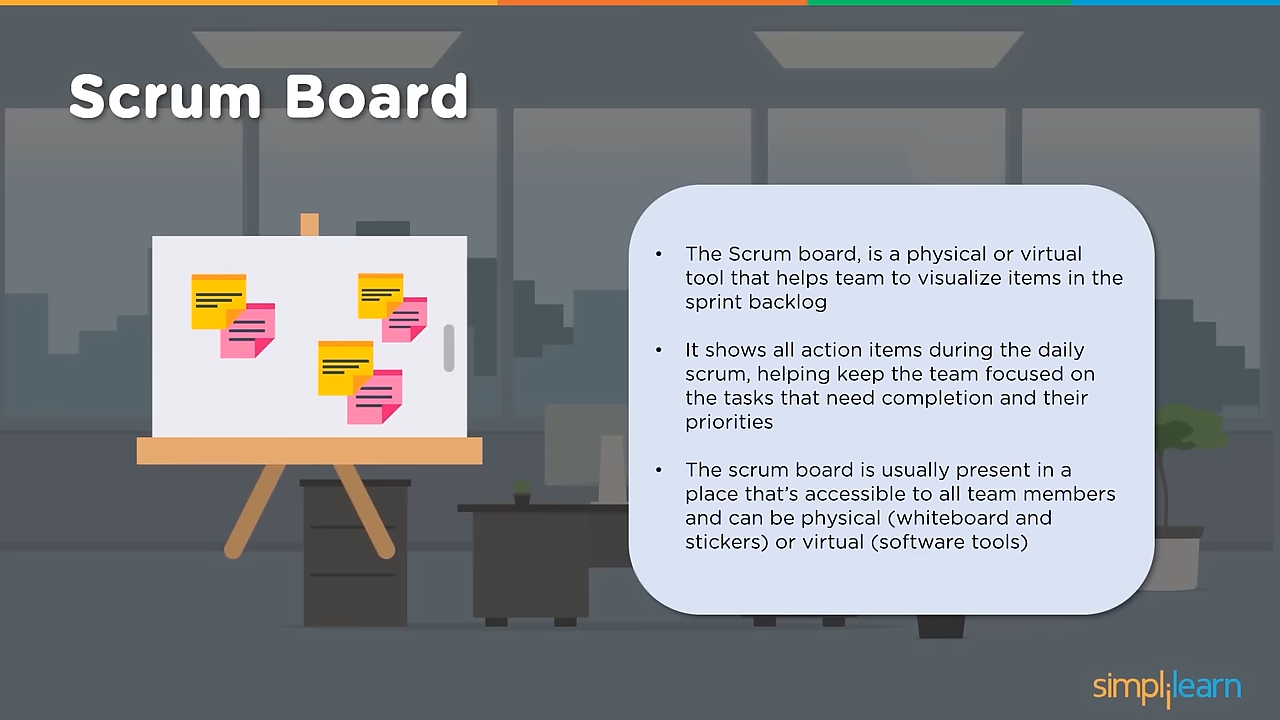 Scrum Board
• The Scrum board, is a physical or virtual
tool that helps team to visualize items in the
sprint backlog
• It shows all action items during the daily
scrum, helping keep the team focused on
the tasks that need completion and their
priorities
• The scrum board is usually present in a
place that's accessible to all team members
and can be physical (whiteboard and
stickers) or virtual (software tools)
simplilearn